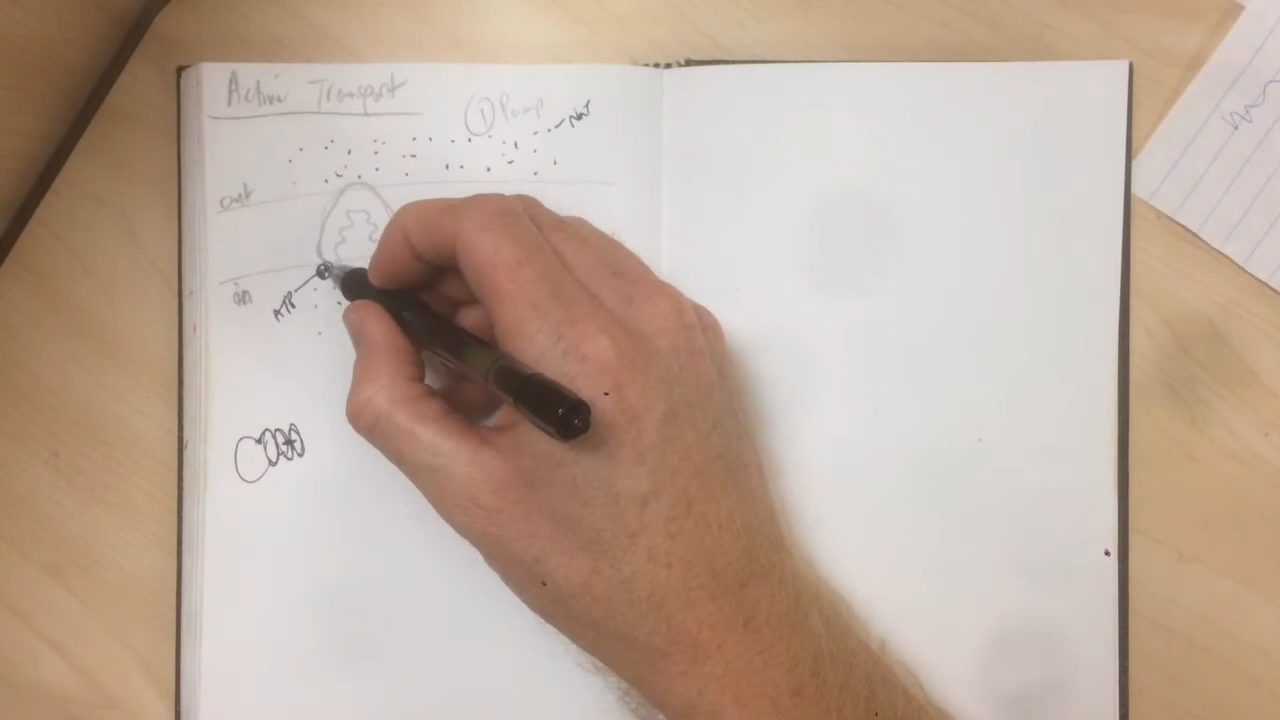 Active Transport
① Pump
Na+
out
in
ATP